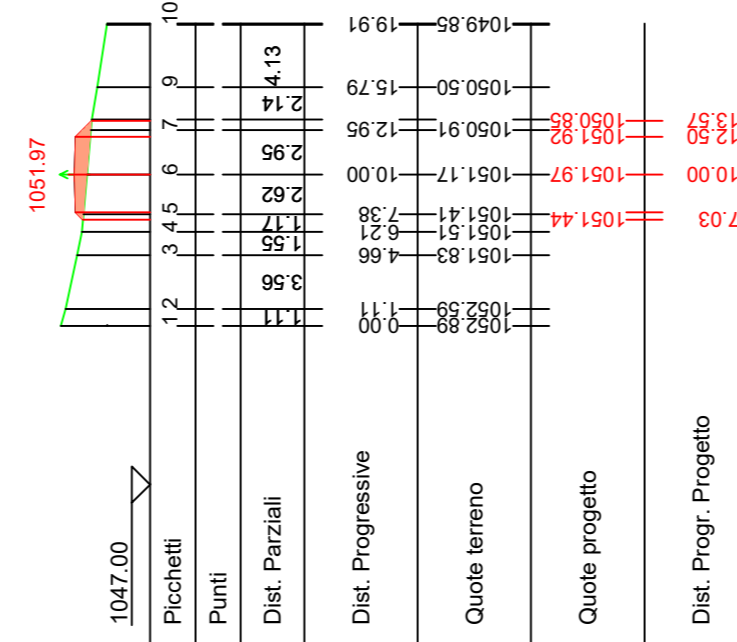 1051.97
1047.00
Picchetti 1 2 3 4 5 6 7 9 10
Punti
Dist. Parziali 1.11 3.56 1.55 1.17 2.62 2.95 2.14 4.13
Dist. Progressive 0.00 1.11 4.66 6.21 7.38 10.00 12.95 15.79 19.91
Quote terreno 1052.89 1052.59 1051.83 1051.51 1051.41 1051.17 1050.91 1050.50 1049.85
Quote progetto 1051.44 1051.97 1051.92 1050.85
Dist. Progr. Progetto 7.03 10.00 12.50 13.57